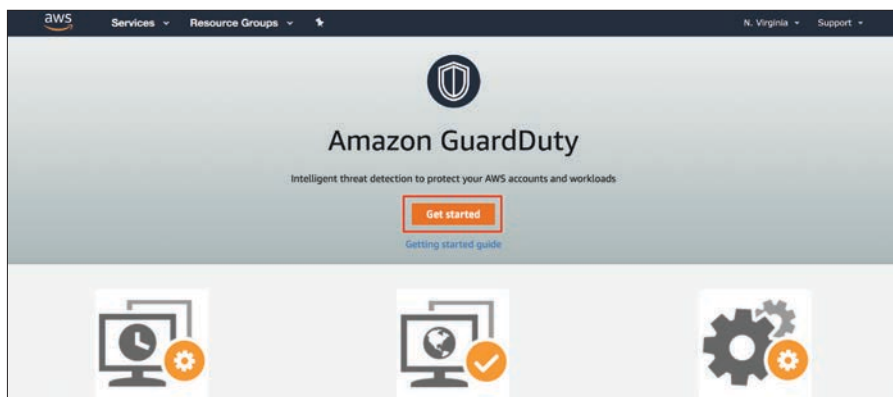 aws Services Resource Groups N. Virginia Support
Amazon GuardDuty
Intelligent threat detection to protect your AWS accounts and workloads
Get started
Getting started guide